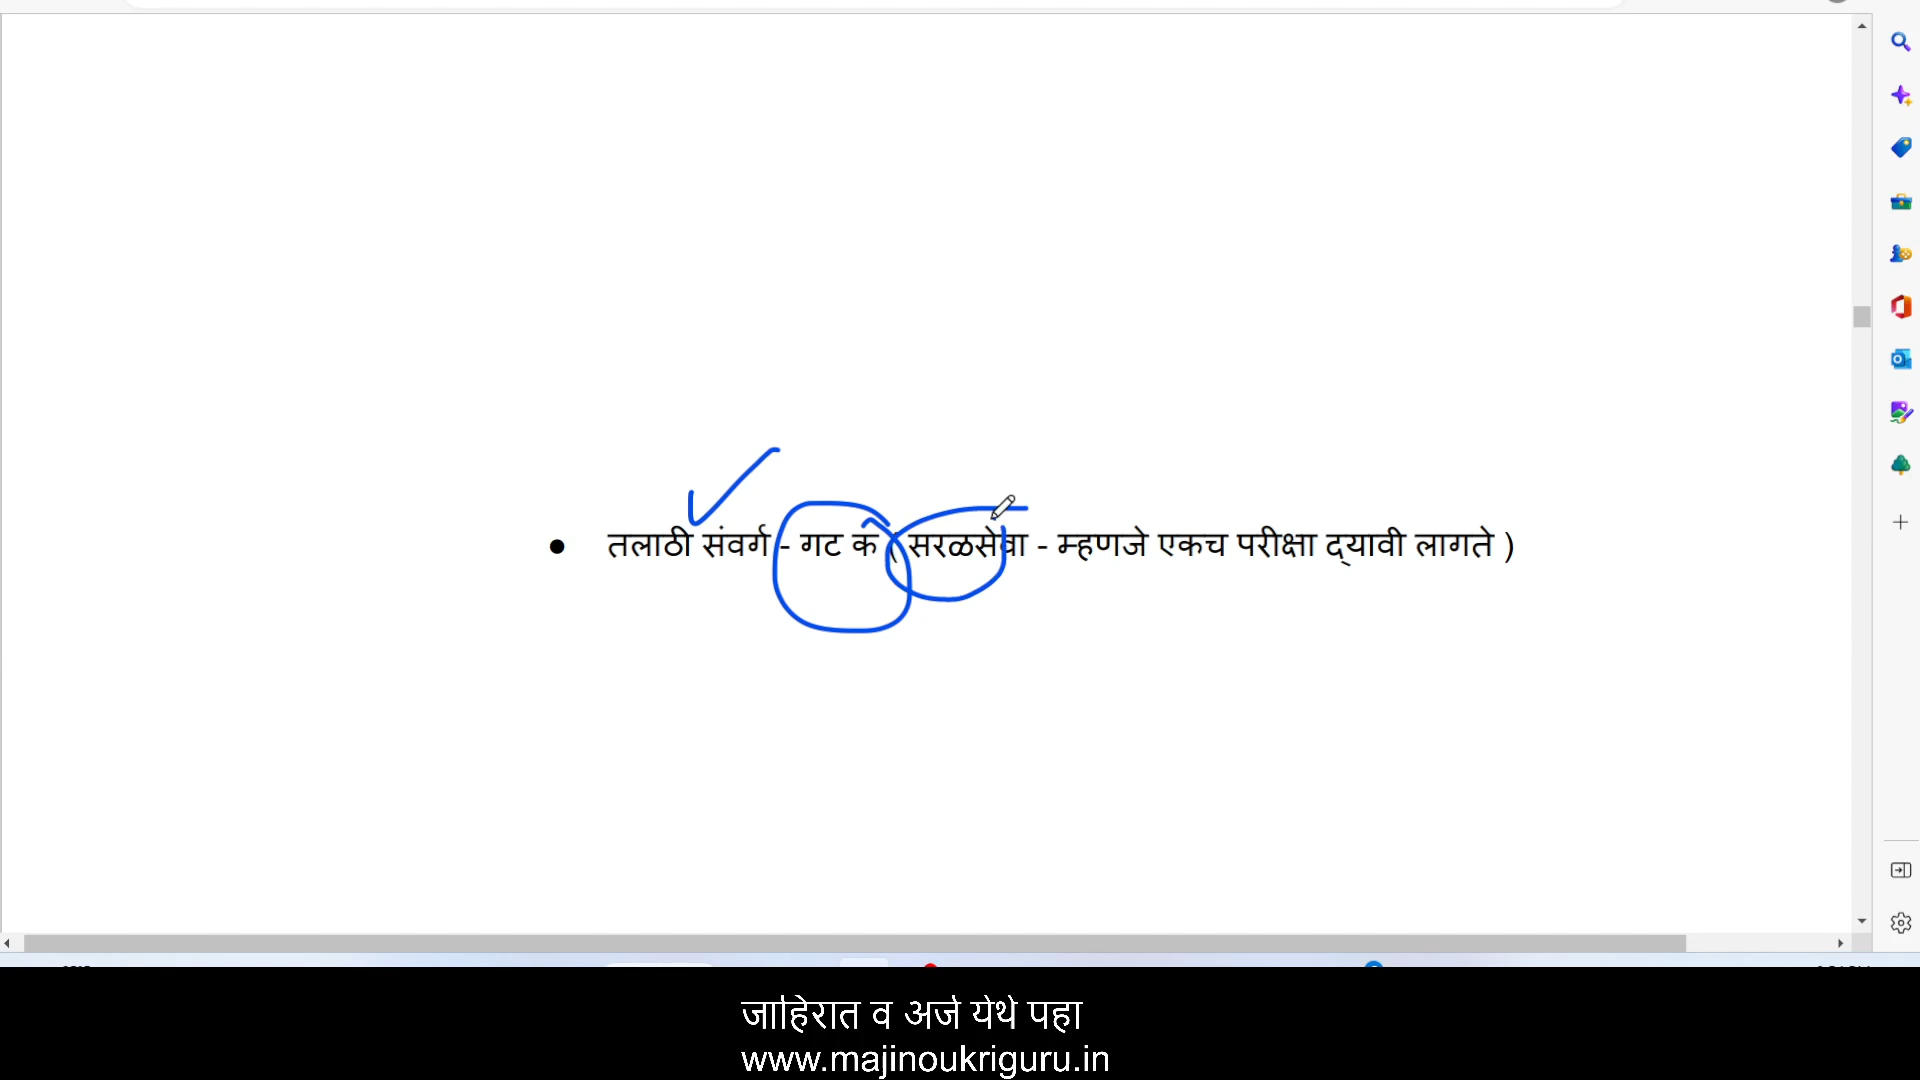 ● तलाठी संवर्ग - गट क ( सरळसेवा - म्हणजे एकच परीक्षा द्यावी लागते )
जाहिरात व अर्ज येथे पहा
www.majinoukriguru.in